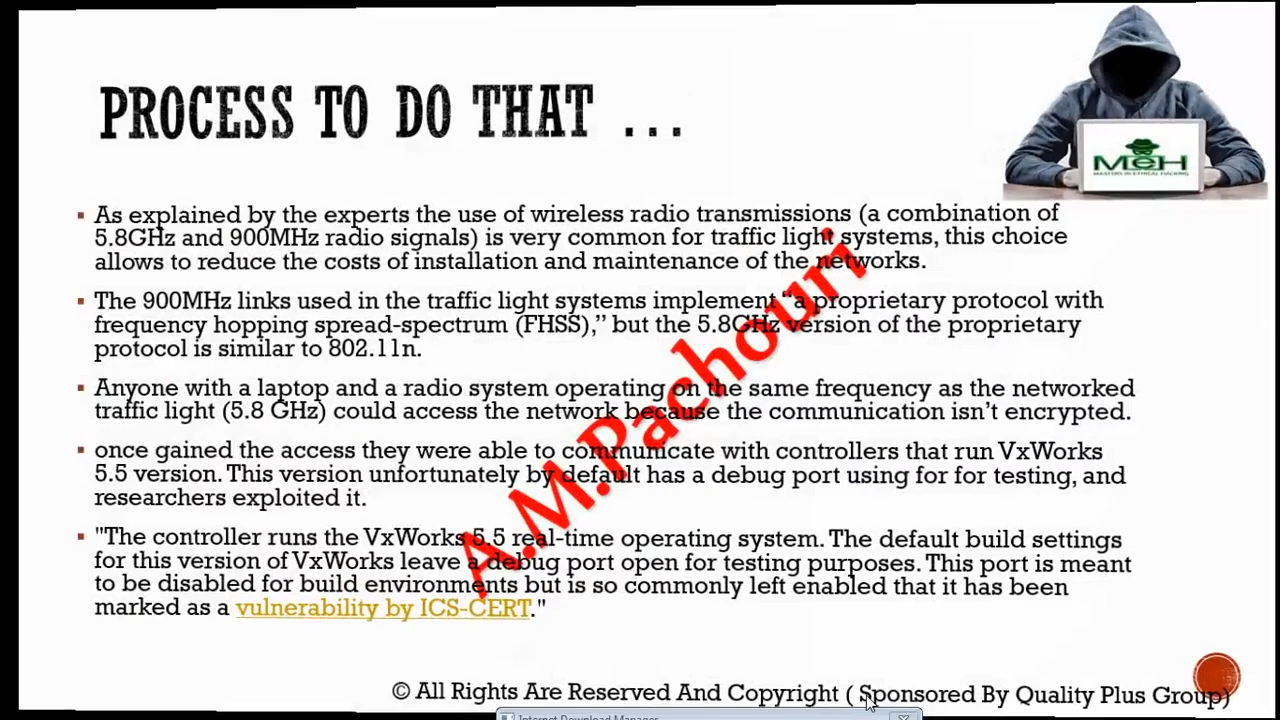 PROCESS TO DO THAT ...
MeH
MASTERS IN ETHICAL HACKING
As explained by the experts the use of wireless radio transmissions (a combination of
5.8GHz and 900MHz radio signals) is very common for traffic light systems, this choice
allows to reduce the costs of installation and maintenance of the networks.
The 900MHz links used in the traffic light systems implement “a proprietary protocol with
frequency hopping spread-spectrum (FHSS),” but the 5.8GHz version of the proprietary
protocol is similar to 802.11n.
Anyone with a laptop and a radio system operating on the same frequency as the networked
traffic light (5.8 GHz) could access the network because the communication isn’t encrypted.
once gained the access they were able to communicate with controllers that run VxWorks
5.5 version. This version unfortunately by default has a debug port using for for testing, and
researchers exploited it.
"The controller runs the VxWorks 5.5 real-time operating system. The default build settings
for this version of VxWorks leave a debug port open for testing purposes. This port is meant
to be disabled for build environments but is so commonly left enabled that it has been
marked as a vulnerability by ICS-CERT."
A.M.Pachouri
© All Rights Are Reserved And Copyright ( Sponsored By Quality Plus Group)
Internet Download Manager